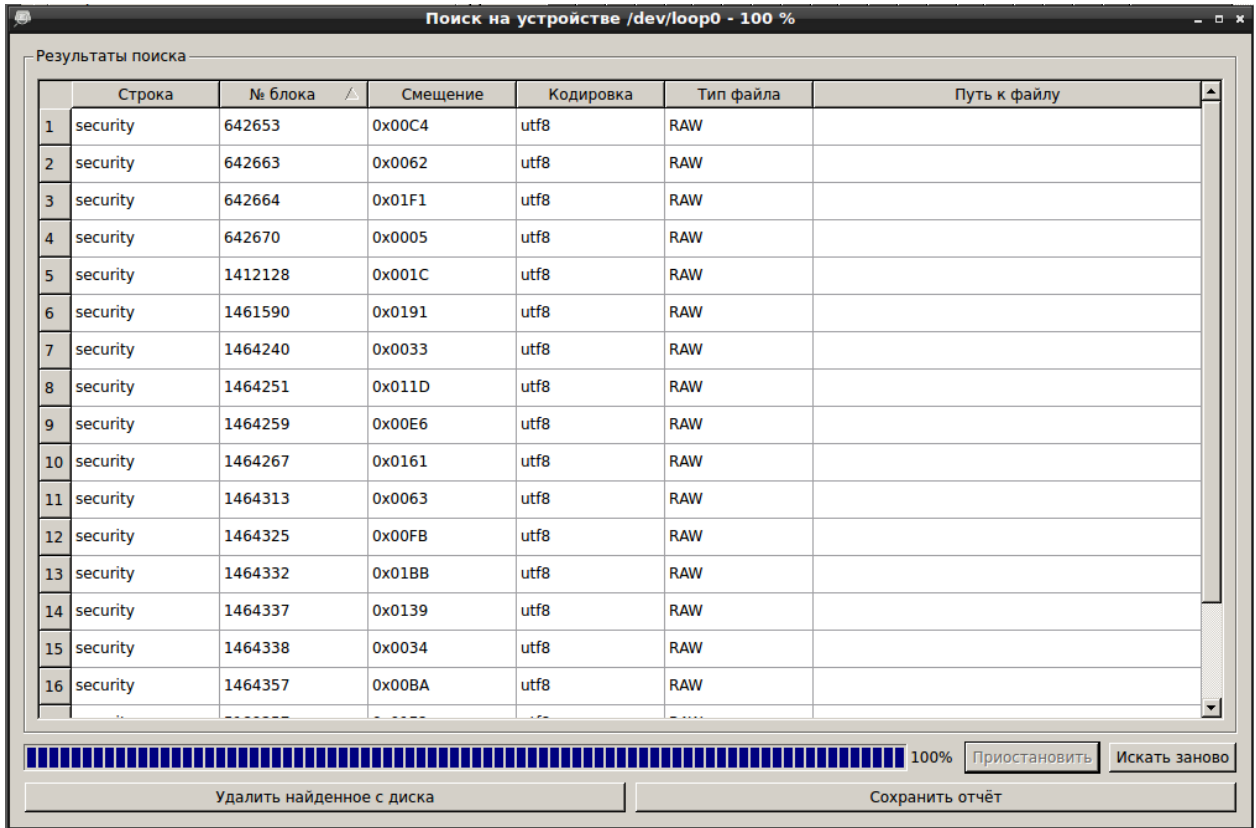 Поиск на устройстве /dev/loop0 - 100 %
Результаты поиска
Строка № блока Смещение Кодировка Тип файла Путь к файлу
1 security 642653 0x00C4 utf8 RAW
2 security 642663 0x0062 utf8 RAW
3 security 642664 0x01F1 utf8 RAW
4 security 642670 0x0005 utf8 RAW
5 security 1412128 0x001C utf8 RAW
6 security 1461590 0x0191 utf8 RAW
7 security 1464240 0x0033 utf8 RAW
8 security 1464251 0x011D utf8 RAW
9 security 1464259 0x00E6 utf8 RAW
10 security 1464267 0x0161 utf8 RAW
11 security 1464313 0x0063 utf8 RAW
12 security 1464325 0x00FB utf8 RAW
13 security 1464332 0x01BB utf8 RAW
14 security 1464337 0x0139 utf8 RAW
15 security 1464338 0x0034 utf8 RAW
16 security 1464357 0x00BA utf8 RAW
100% Приостановить Искать заново
Удалить найденное с диска Сохранить отчёт